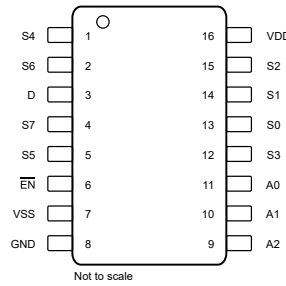 S4 1 16 VDD
S6 2 15 S2
D 3 14 S1
S7 4 13 S0
S5 5 12 S3
EN 6 11 A0
VSS 7 10 A1
GND 8 9 A2
Not to scale